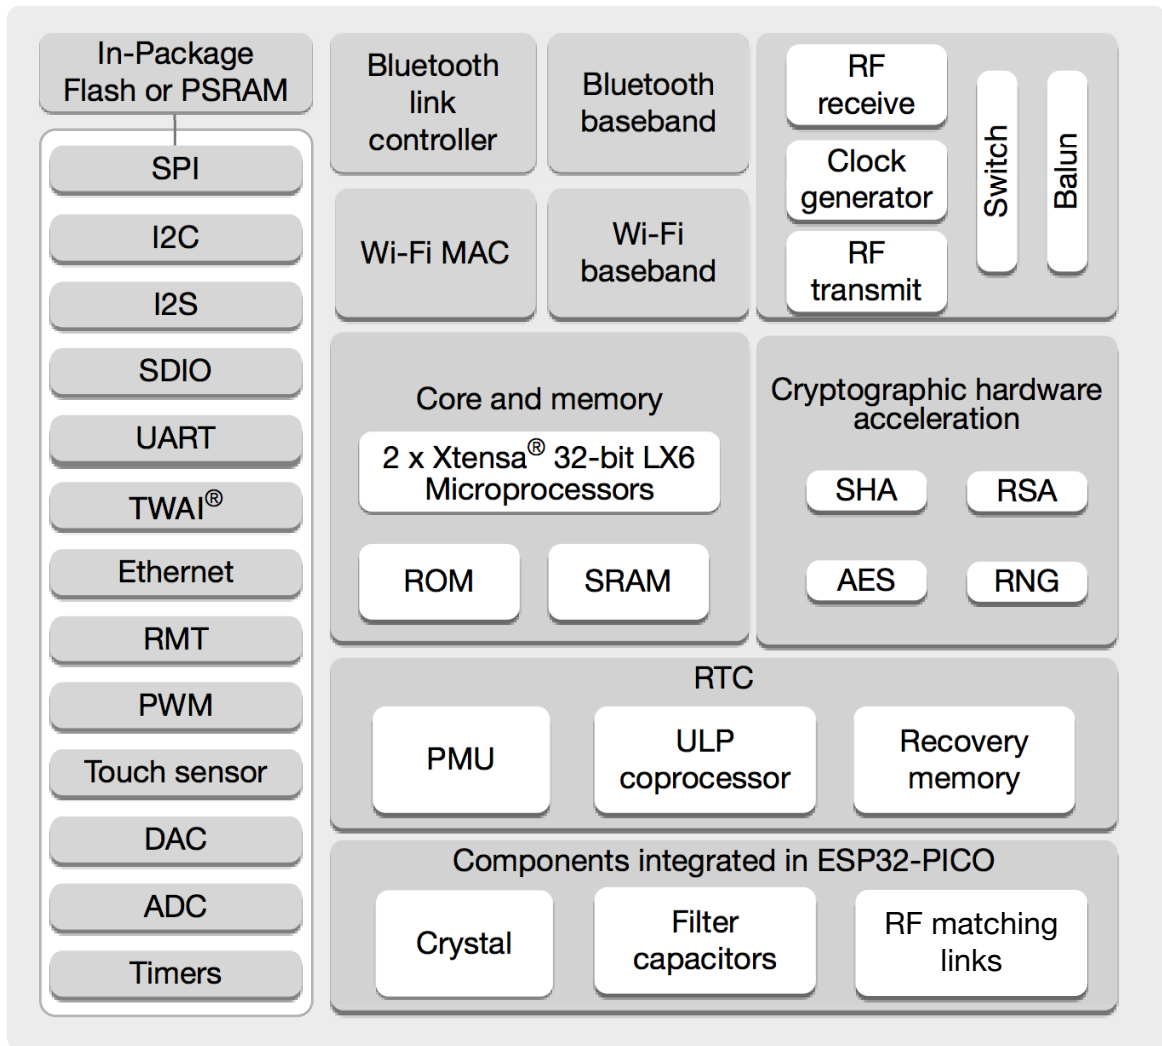 In-Package
Flash or PSRAM
SPI
I2C
I2S
SDIO
UART
TWAI®
Ethernet
RMT
PWM
Touch sensor
DAC
ADC
Timers
Bluetooth
link
controller
Bluetooth
baseband
Wi-Fi MAC
Wi-Fi
baseband
RF
receive
Clock
generator
RF
transmit
Switch
Balun
Core and memory
2 x Xtensa® 32-bit LX6
Microprocessors
ROM
SRAM
Cryptographic hardware
acceleration
SHA
RSA
AES
RNG
RTC
PMU
ULP
coprocessor
Recovery
memory
Components integrated in ESP32-PICO
Crystal
Filter
capacitors
RF matching
links